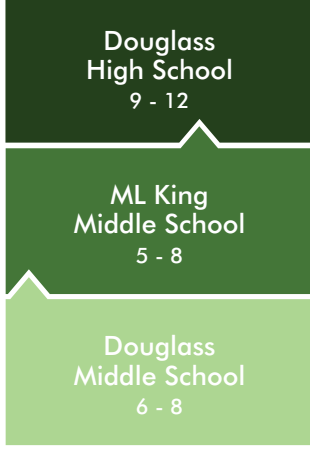 Douglass
High School
9 - 12
ML King
Middle School
5 - 8
Douglass
Middle School
6 - 8